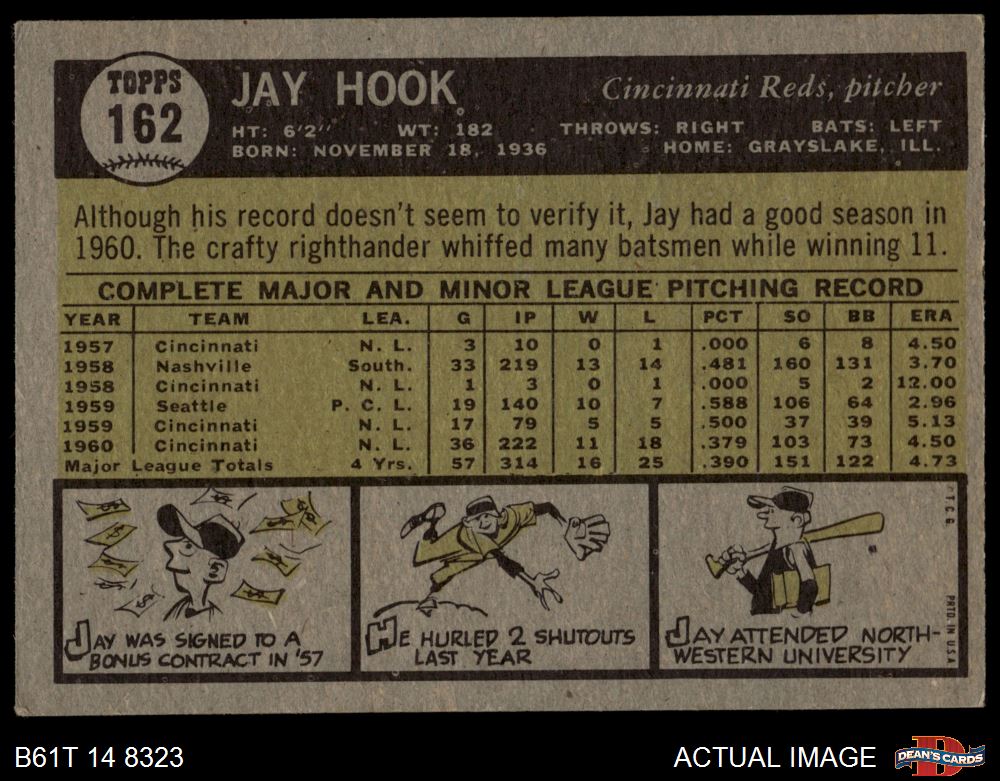 TOPPS
162
JAY HOOK
Cincinnati Reds, pitcher
HT: 6'2" WT: 182 THROWS: RIGHT BATS: LEFT
BORN: NOVEMBER 18, 1936 HOME: GRAYSLAKE, ILL.
Although his record doesn't seem to verify it, Jay had a good season in
1960. The crafty righthander whiffed many batsmen while winning 11.
COMPLETE MAJOR AND MINOR LEAGUE PITCHING RECORD
YEAR TEAM LEA. G IP W L PCT SO BB ERA
1957 Cincinnati N. L. 3 10 0 1 .000 6 8 4.50
1958 Nashville South. 33 219 13 14 .481 160 131 3.70
1958 Cincinnati N. L. 1 3 0 1 .000 5 2 12.00
1959 Seattle P. C. L. 19 140 10 7 .588 106 64 2.96
1959 Cincinnati N. L. 17 79 5 5 .500 37 39 5.13
1960 Cincinnati N. L. 36 222 11 18 .379 103 73 4.50
Major League Totals 4 Yrs. 57 314 16 25 .390 151 122 4.73
JAY WAS SIGNED TO A
BONUS CONTRACT IN '57
HE HURLED 2 SHUTOUTS
LAST YEAR
JAY ATTENDED NORTH-
WESTERN UNIVERSITY
T.C.G.
PRTD. IN U.S.A.
B61T 14 8323
ACTUAL IMAGE
D
DEAN'S CARDS